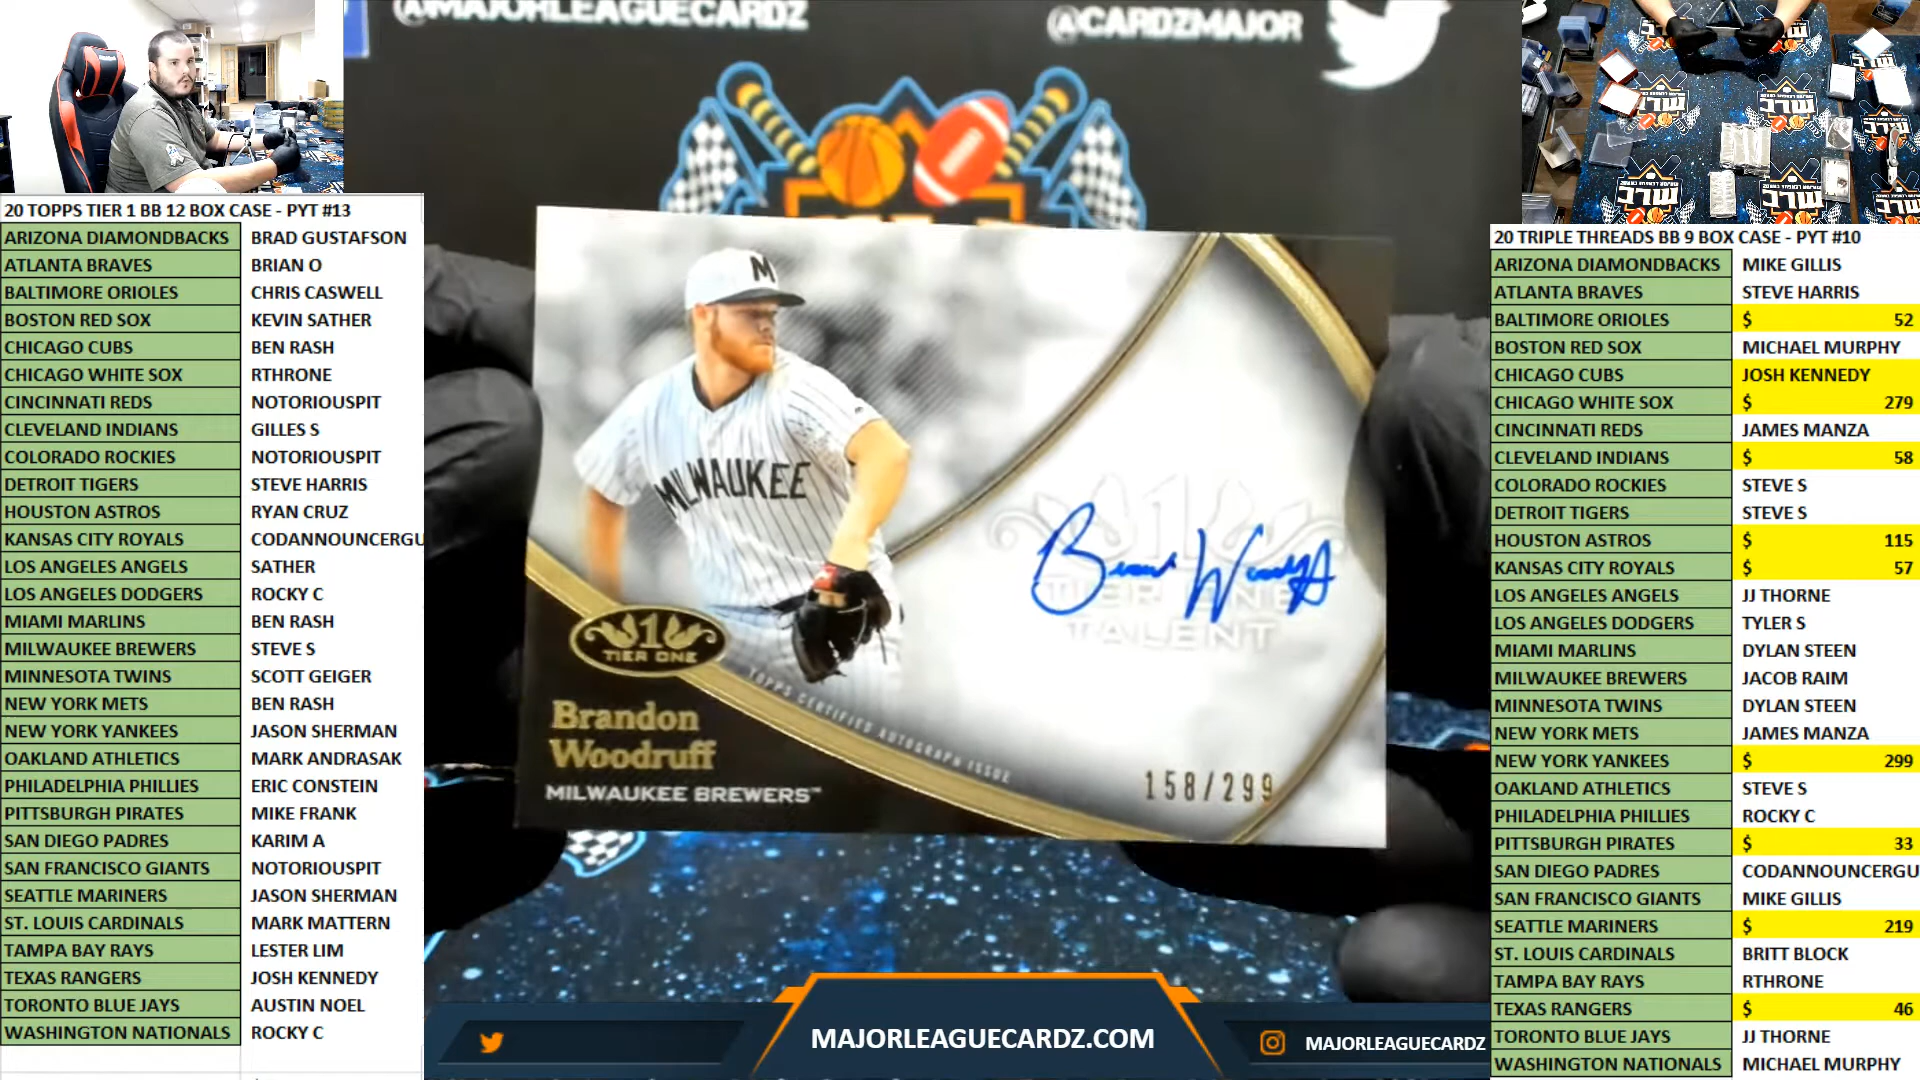 @MAJORLEAGUECARDZ
@CARDZMAJOR
20 TOPPS TIER 1 BB 12 BOX CASE - PYT #13
ARIZONA DIAMONDBACKS BRAD GUSTAFSON
ATLANTA BRAVES BRIAN O
BALTIMORE ORIOLES CHRIS CASWELL
BOSTON RED SOX KEVIN SATHER
CHICAGO CUBS BEN RASH
CHICAGO WHITE SOX RTHRONE
CINCINNATI REDS NOTORIOUSPIT
CLEVELAND INDIANS GILLES S
COLORADO ROCKIES NOTORIOUSPIT
DETROIT TIGERS STEVE HARRIS
HOUSTON ASTROS RYAN CRUZ
KANSAS CITY ROYALS CODANNOUNCERGU
LOS ANGELES ANGELS SATHER
LOS ANGELES DODGERS ROCKY C
MIAMI MARLINS BEN RASH
MILWAUKEE BREWERS STEVE S
MINNESOTA TWINS SCOTT GEIGER
NEW YORK METS BEN RASH
NEW YORK YANKEES JASON SHERMAN
OAKLAND ATHLETICS MARK ANDRASAK
PHILADELPHIA PHILLIES ERIC CONSTEIN
PITTSBURGH PIRATES MIKE FRANK
SAN DIEGO PADRES KARIM A
SAN FRANCISCO GIANTS NOTORIOUSPIT
SEATTLE MARINERS JASON SHERMAN
ST. LOUIS CARDINALS MARK MATTERN
TAMPA BAY RAYS LESTER LIM
TEXAS RANGERS JOSH KENNEDY
TORONTO BLUE JAYS AUSTIN NOEL
WASHINGTON NATIONALS ROCKY C
M
MILWAUKEE
Brandon Woodruff
TIER ONE
TALENT
1
TIER ONE
TOPPS CERTIFIED AUTOGRAPH ISSUE
Brandon
Woodruff
MILWAUKEE BREWERS™
158/299
MAJORLEAGUECARDZ.COM
MAJORLEAGUECARDZ
20 TRIPLE THREADS BB 9 BOX CASE - PYT #10
ARIZONA DIAMONDBACKS MIKE GILLIS
ATLANTA BRAVES STEVE HARRIS
BALTIMORE ORIOLES $ 52
BOSTON RED SOX MICHAEL MURPHY
CHICAGO CUBS JOSH KENNEDY
CHICAGO WHITE SOX $ 279
CINCINNATI REDS JAMES MANZA
CLEVELAND INDIANS $ 58
COLORADO ROCKIES STEVE S
DETROIT TIGERS STEVE S
HOUSTON ASTROS $ 115
KANSAS CITY ROYALS $ 57
LOS ANGELES ANGELS JJ THORNE
LOS ANGELES DODGERS TYLER S
MIAMI MARLINS DYLAN STEEN
MILWAUKEE BREWERS JACOB RAIM
MINNESOTA TWINS DYLAN STEEN
NEW YORK METS JAMES MANZA
NEW YORK YANKEES $ 299
OAKLAND ATHLETICS STEVE S
PHILADELPHIA PHILLIES ROCKY C
PITTSBURGH PIRATES $ 33
SAN DIEGO PADRES CODANNOUNCERGU
SAN FRANCISCO GIANTS MIKE GILLIS
SEATTLE MARINERS $ 219
ST. LOUIS CARDINALS BRITT BLOCK
TAMPA BAY RAYS RTHRONE
TEXAS RANGERS $ 46
TORONTO BLUE JAYS JJ THORNE
WASHINGTON NATIONALS MICHAEL MURPHY